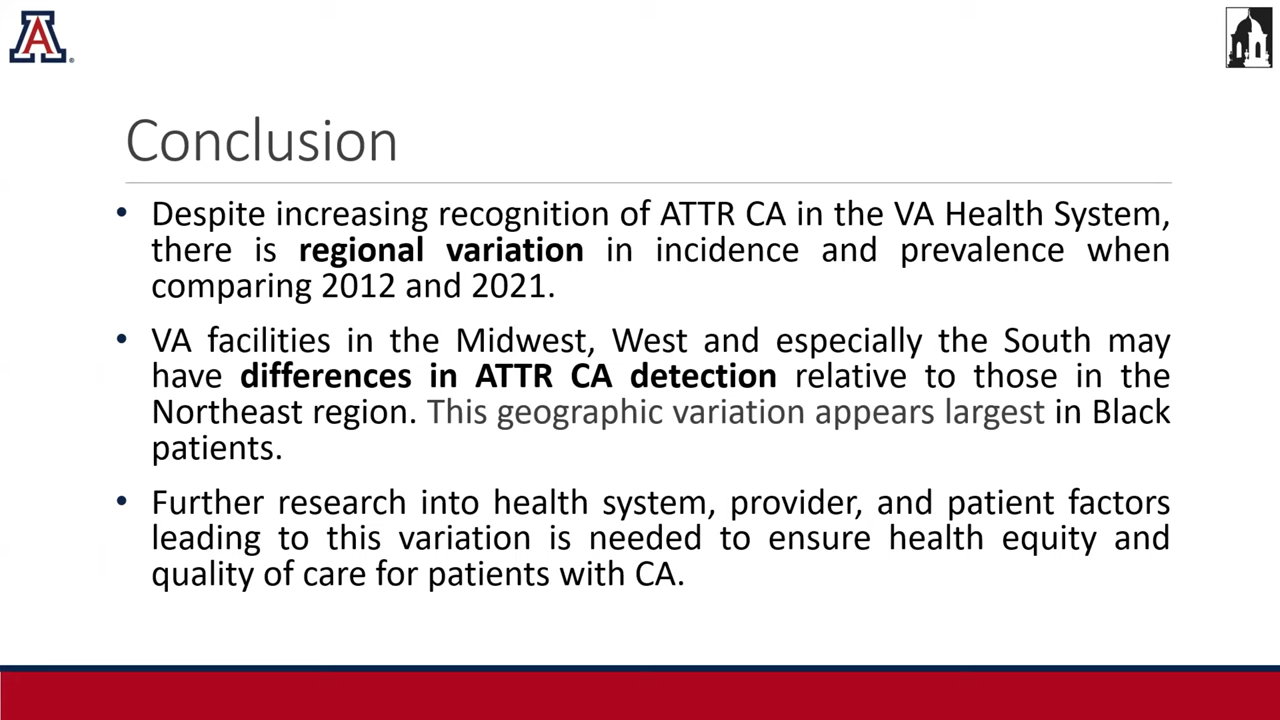 A
Conclusion
• Despite increasing recognition of ATTR CA in the VA Health System,
there is regional variation in incidence and prevalence when
comparing 2012 and 2021.
• VA facilities in the Midwest, West and especially the South may
have differences in ATTR CA detection relative to those in the
Northeast region. This geographic variation appears largest in Black
patients.
• Further research into health system, provider, and patient factors
leading to this variation is needed to ensure health equity and
quality of care for patients with CA.